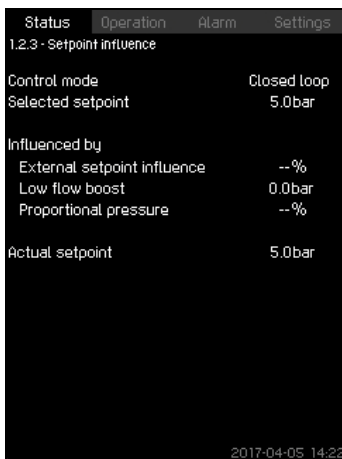 Status Operation Alarm Settings
1.2.3 - Setpoint influence
Control mode Closed loop
Selected setpoint 5.0bar
Influenced by
External setpoint influence --%
Low flow boost 0.0bar
Proportional pressure --%
Actual setpoint 5.0bar
2017-04-05 14:22